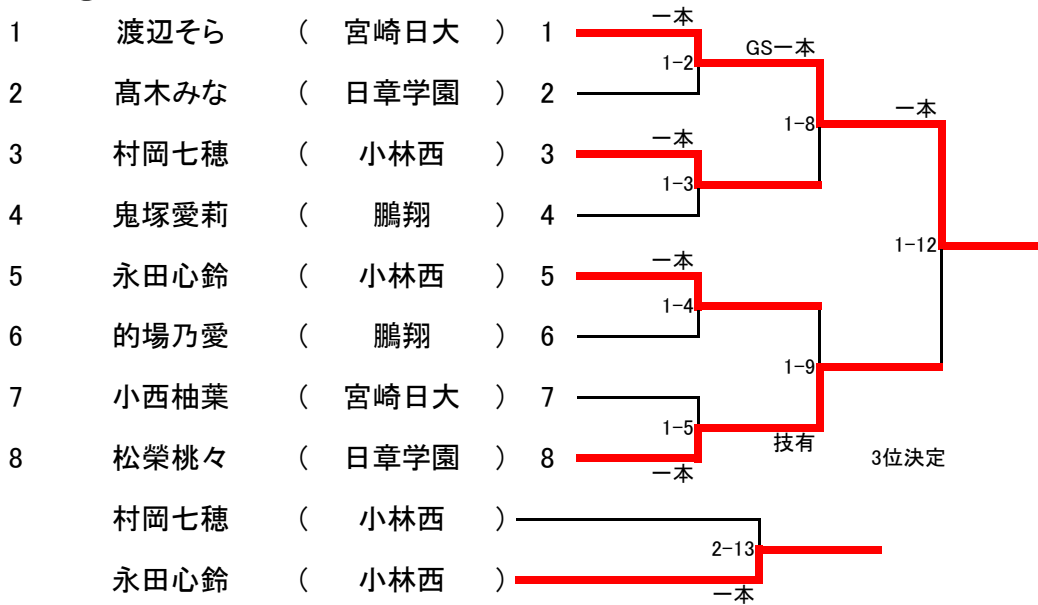 一本
1 渡辺そら ( 宮崎日大 ) 1
1-2 GS一本
2 髙木みな ( 日章学園 ) 2
一本
1-8
一本
3 村岡七穂 ( 小林西 ) 3
1-3
4 鬼塚愛莉 ( 鵬翔 ) 4
1-12
一本
5 永田心鈴 ( 小林西 ) 5
1-4
6 的場乃愛 ( 鵬翔 ) 6
1-9
7 小西柚葉 ( 宮崎日大 ) 7
1-5
技有
8 松榮桃々 ( 日章学園 ) 8
3位決定
一本
村岡七穂 ( 小林西 )
2-13
永田心鈴 ( 小林西 )
一本